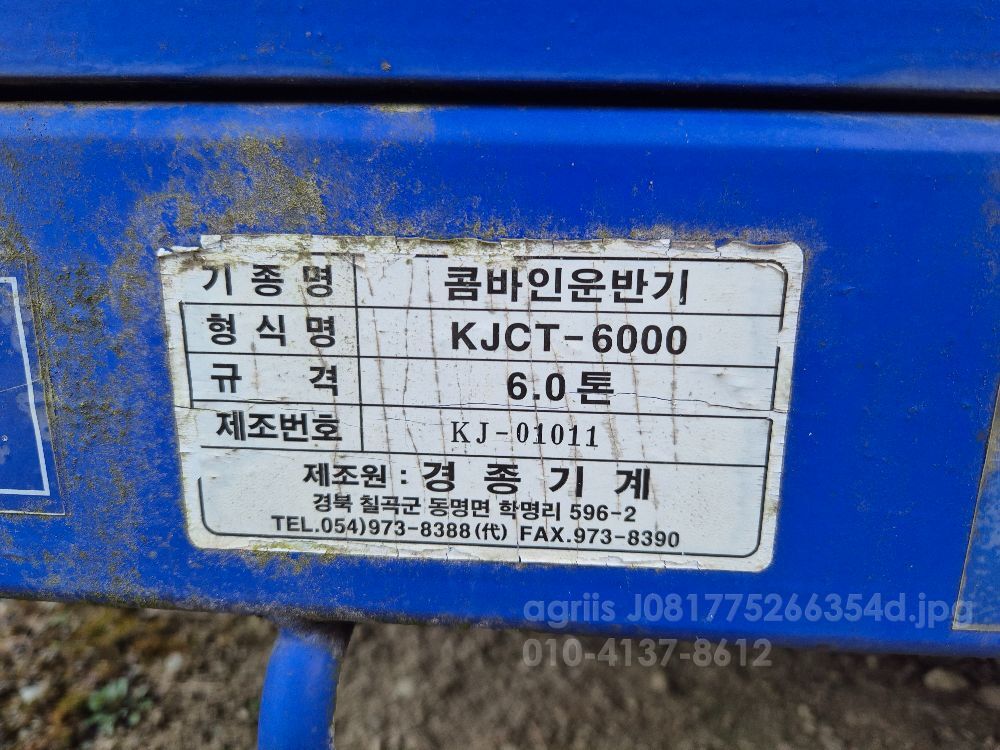 기종명 콤바인운반기
형식명 KJCT-6000
규격 6.0톤
제조번호 KJ-01011
제조원 : 경종기계
경북 칠곡군 동명면 학명리 596-2
TEL.054)973-8388(代) FAX.973-8390
agriis J081775266354d.jpg
010-4137-8612